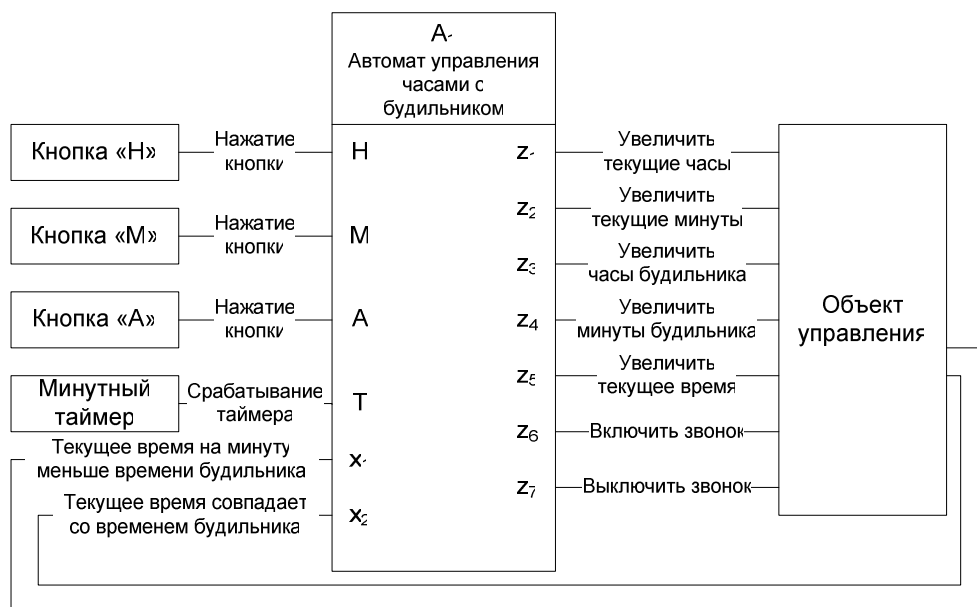 A1
Автомат управления
часами с
будильником
Кнопка «H»
Нажатие
кнопки
H
z1
Увеличить
текущие часы
Кнопка «M»
Нажатие
кнопки
M
z2
Увеличить
текущие минуты
z3
Увеличить
часы будильника
Кнопка «A»
Нажатие
кнопки
A
z4
Увеличить
минуты будильника
Объект
управления
Минутный
таймер
Срабатывание
таймера
T
z5
Увеличить
текущее время
Текущее время на минуту
меньше времени будильника
x1
z6
Включить звонок
Текущее время совпадает
со временем будильника
x2
z7
Выключить звонок